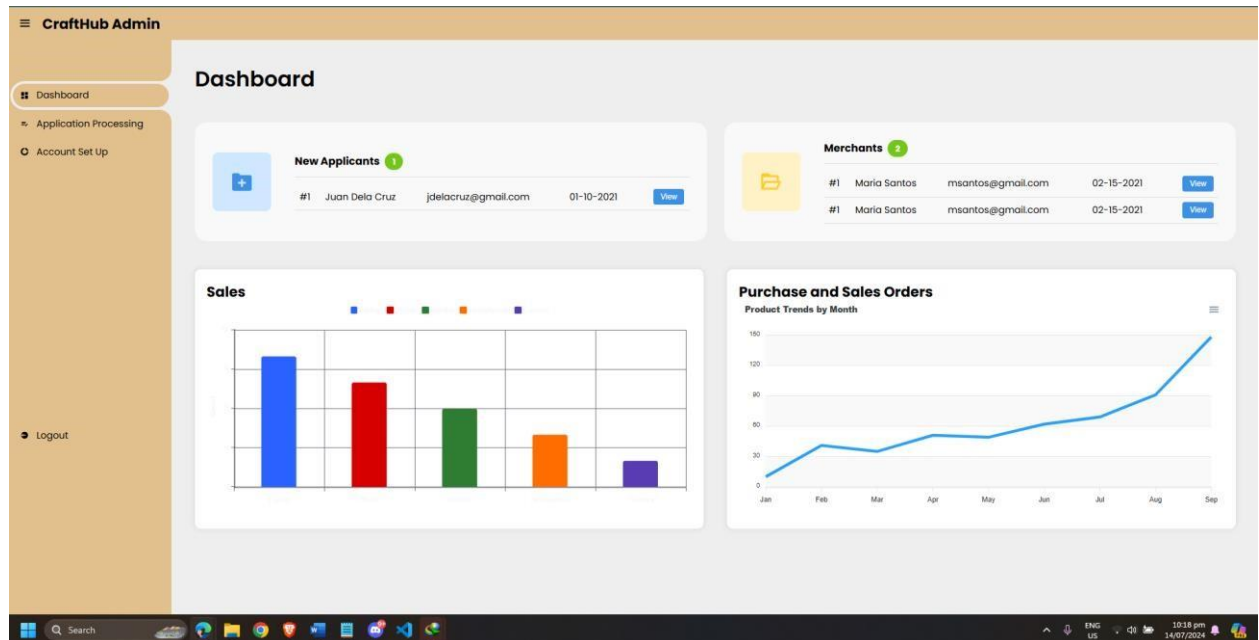 CraftHub Admin
Dashboard
Application Processing
Account Set Up
Logout
Dashboard
New Applicants 1
#1 Juan Dela Cruz jdelacruz@gmail.com 01-10-2021 View
Merchants 2
#1 Maria Santos msantos@gmail.com 02-15-2021 View
#1 Maria Santos msantos@gmail.com 02-15-2021 View
Sales
Purchase and Sales Orders
Product Trends by Month
160
120
90
60
30
0
Jan Feb Mar Apr May Jun Jul Aug Sep
Search
ENG
US
10:18 pm
14/07/2024